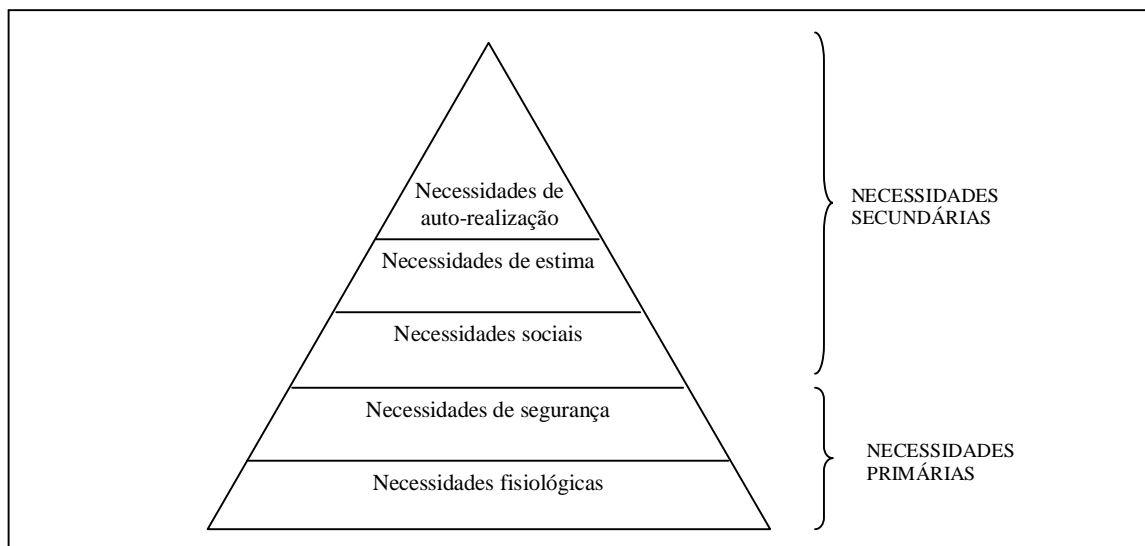 Necessidades de
auto-realização
Necessidades de estima
Necessidades sociais
Necessidades de segurança
Necessidades fisiológicas
NECESSIDADES
SECUNDÁRIAS
NECESSIDADES
PRIMÁRIAS